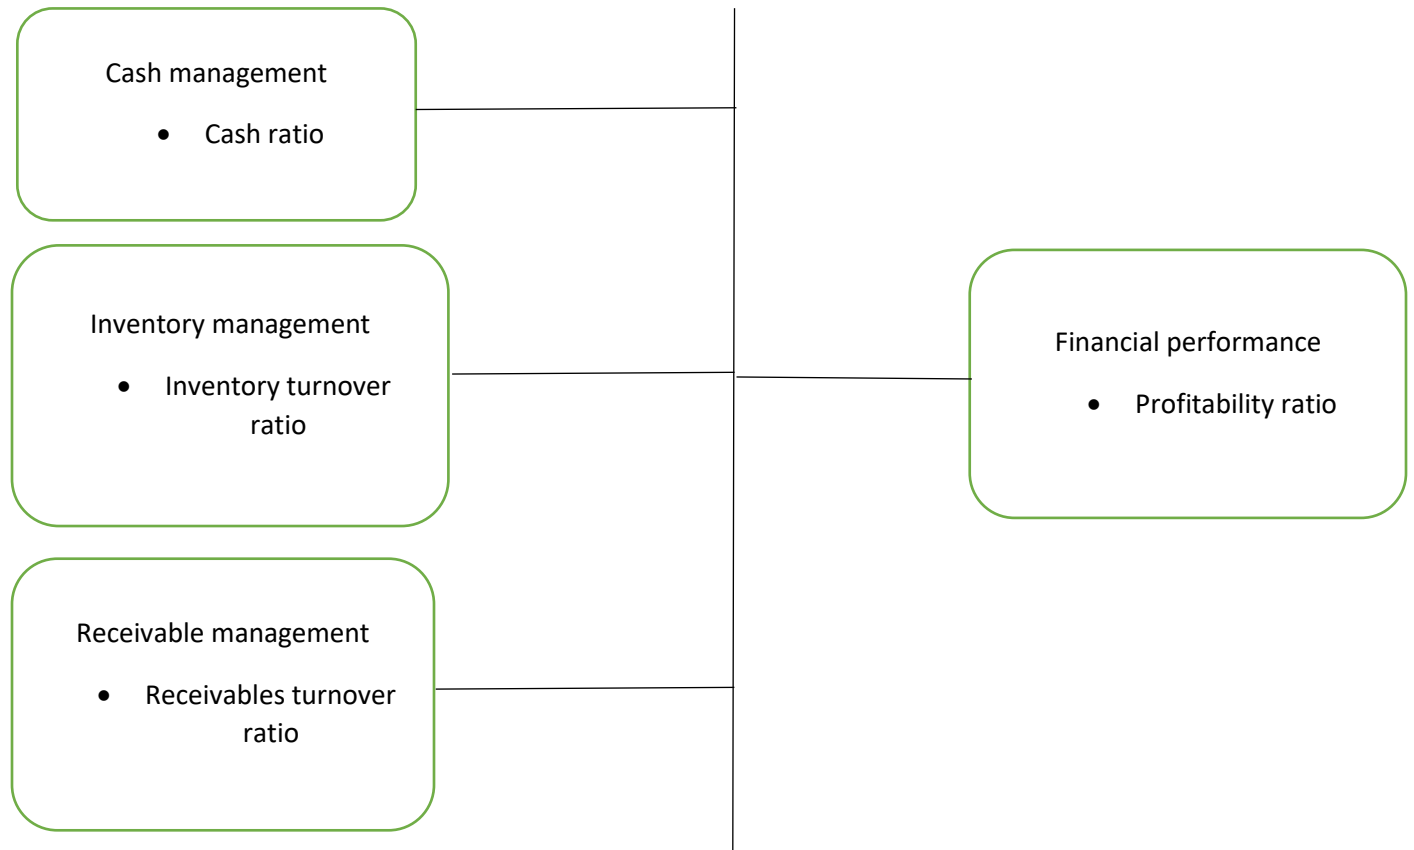 Cash management
• Cash ratio
Inventory management
• Inventory turnover
ratio
Receivable management
• Receivables turnover
ratio
Financial performance
• Profitability ratio